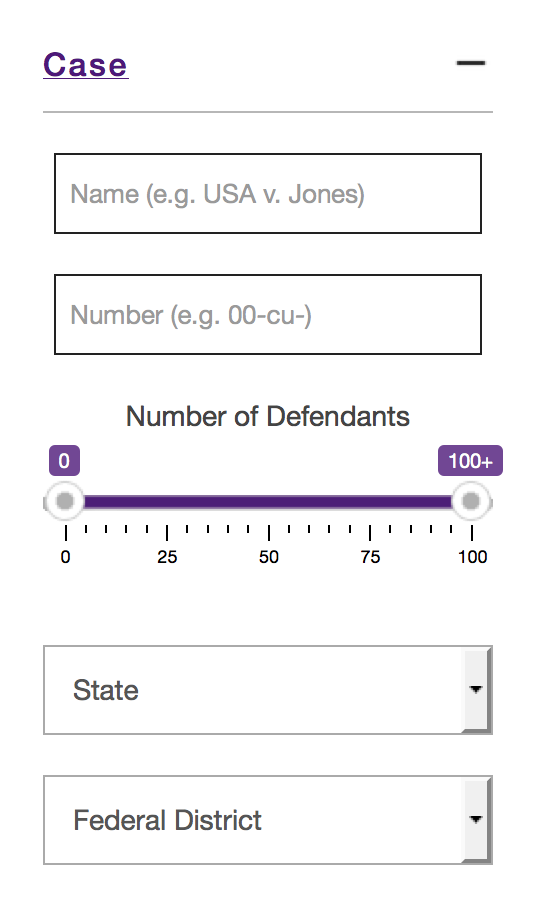 Case
Name (e.g. USA v. Jones)
Number (e.g. 00-cu-)
Number of Defendants
0 100+
0 25 50 75 100
State
Federal District